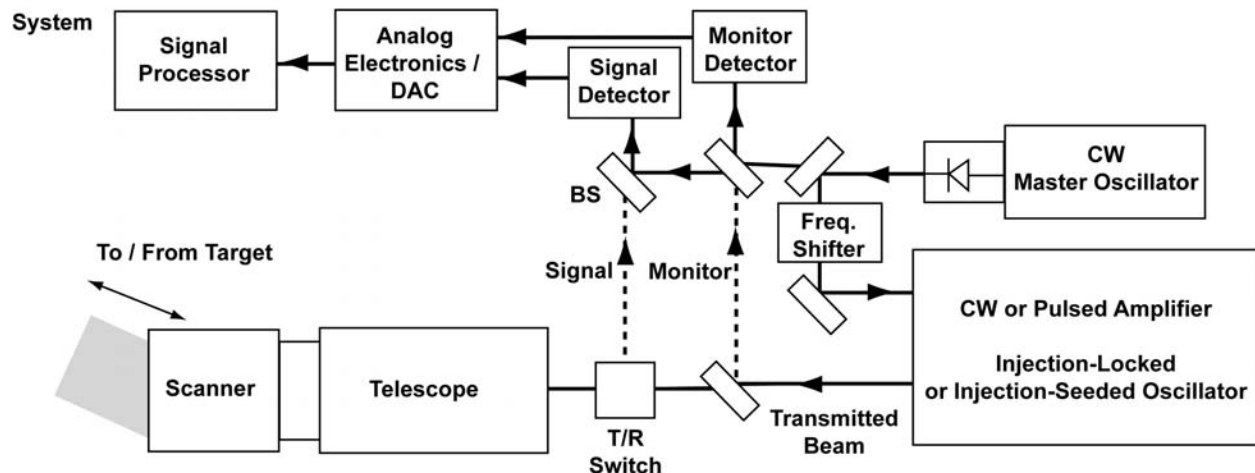 System
Signal
Processor
Analog
Electronics /
DAC
Signal
Detector
Monitor
Detector
CW
Master Oscillator
BS
Freq.
Shifter
To / From Target
Signal
Monitor
CW or Pulsed Amplifier
Injection-Locked
or Injection-Seeded Oscillator
Scanner
Telescope
T/R
Switch
Transmitted
Beam